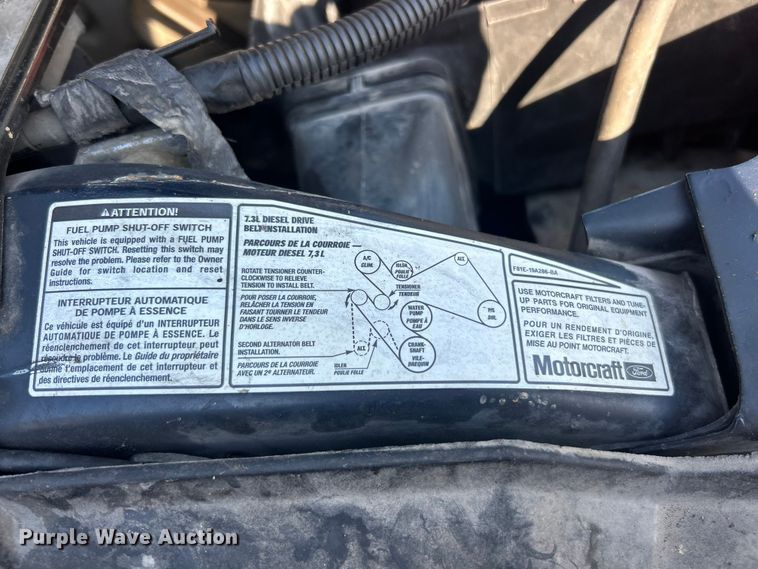 ATTENTION!
FUEL PUMP SHUT-OFF SWITCH
This vehicle is equipped with a FUEL PUMP
SHUT-OFF SWITCH. Resetting this switch may
resolve the problem. Please refer to the Owner
Guide for switch location and reset
instructions.
INTERRUPTEUR AUTOMATIQUE
DE POMPE À ESSENCE
Ce véhicule est équipé d'un INTERRUPTEUR
AUTOMATIQUE DE POMPE À ESSENCE. Le
réenclenchement de cet interrupteur peut
résoudre le problème. Le Guide du propriétaire
donne l'emplacement de cet interrupteur et
des directives de réenclenchement.
7.3L DIESEL DRIVE
BELT INSTALLATION
PARCOURS DE LA COURROIE —
MOTEUR DIESEL 7,3 L
ROTATE TENSIONER COUNTER-
CLOCKWISE TO RELIEVE
TENSION TO INSTALL BELT.
POUR POSER LA COURROIE,
RELÂCHER LA TENSION EN
FAISANT TOURNER LE TENDEUR
DANS LE SENS INVERSE
D'HORLOGE.
SECOND ALTERNATOR BELT
INSTALLATION.
PARCOURS DE LA COURROIE
AVEC UN 2e ALTERNATEUR.
A/C
CLIM.
IDLER
POULIE
FOLLE
ALT.
TENSIONER
TENDEUR
WATER
PUMP
POMPE À
EAU
P/S
DIR.
CRANK-
SHAFT
VILE-
BREQUIN
ALT.
IDLER
POULIE FOLLE
F81E-19A286-BA
USE MOTORCRAFT FILTERS AND TUNE-
UP PARTS FOR ORIGINAL EQUIPMENT
PERFORMANCE.
POUR UN RENDEMENT D'ORIGINE,
EXIGER LES FILTRES ET PIÈCES DE
MISE AU POINT MOTORCRAFT.
Motorcraft Ford
Purple Wave Auction